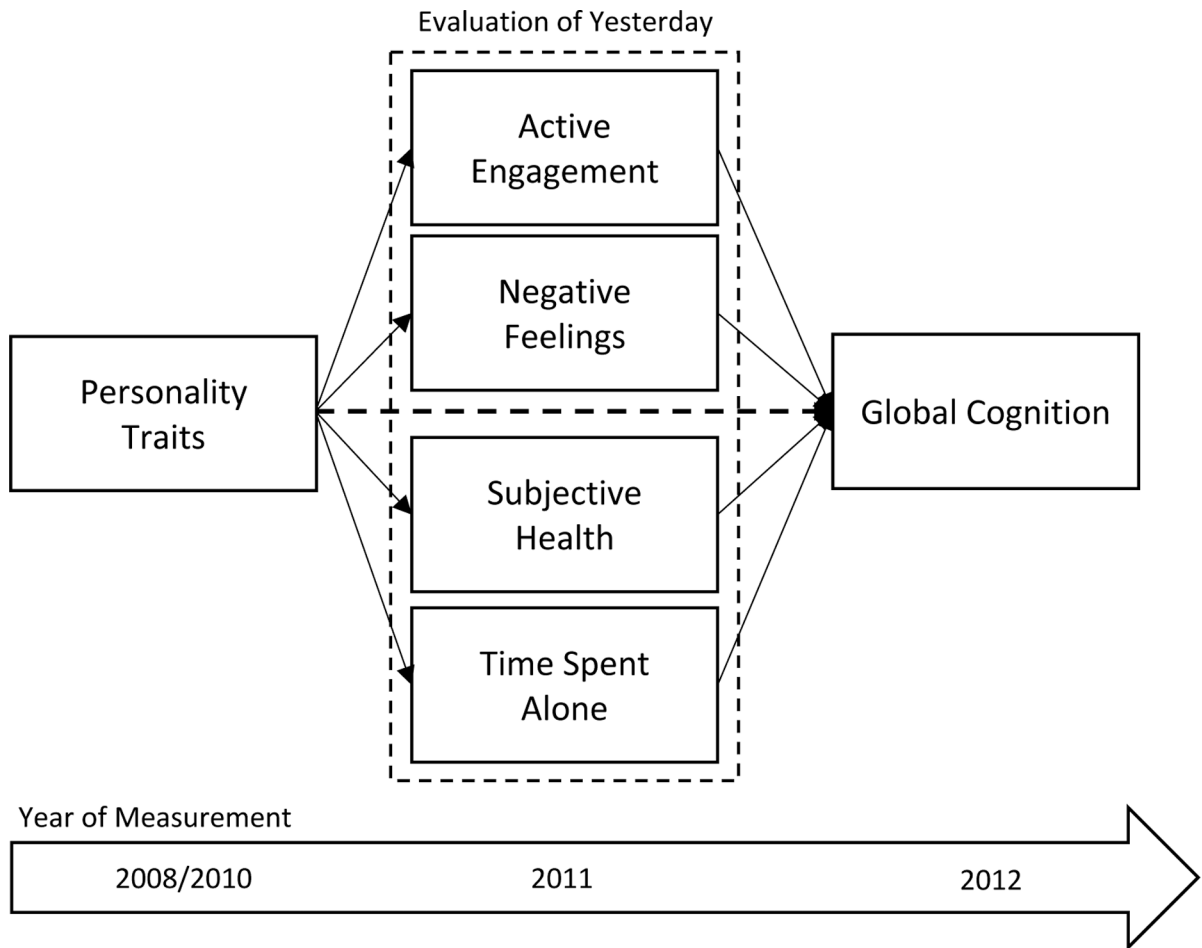 Evaluation of Yesterday
Active
Engagement
Negative
Feelings
Personality
Traits
Global Cognition
Subjective
Health
Time Spent
Alone
Year of Measurement
2008/2010
2011
2012